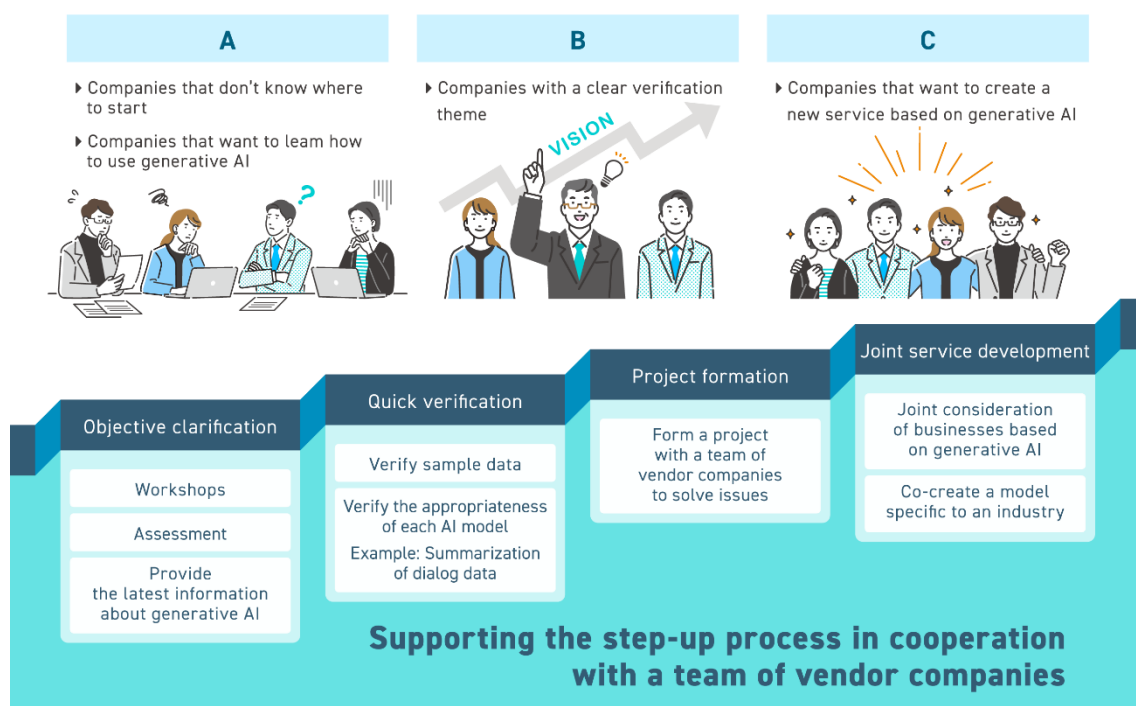 A
▶ Companies that don't know where
to start
▶ Companies that want to leam how
to use generative AI
?
B
▶ Companies with a clear verification
theme
VISION
C
▶ Companies that want to create a
new service based on generative AI
Objective clarification
Workshops
Assessment
Provide
the latest information
about generative AI
Quick verification
Verify sample data
Verify the appropriateness
of each AI model
Example: Summarization
of dialog data
Project formation
Form a project
with a team of
vendor companies
to solve issues
Joint service development
Joint consideration
of businesses based
on generative AI
Co-create a model
specific to an industry
Supporting the step-up process in cooperation
with a team of vendor companies